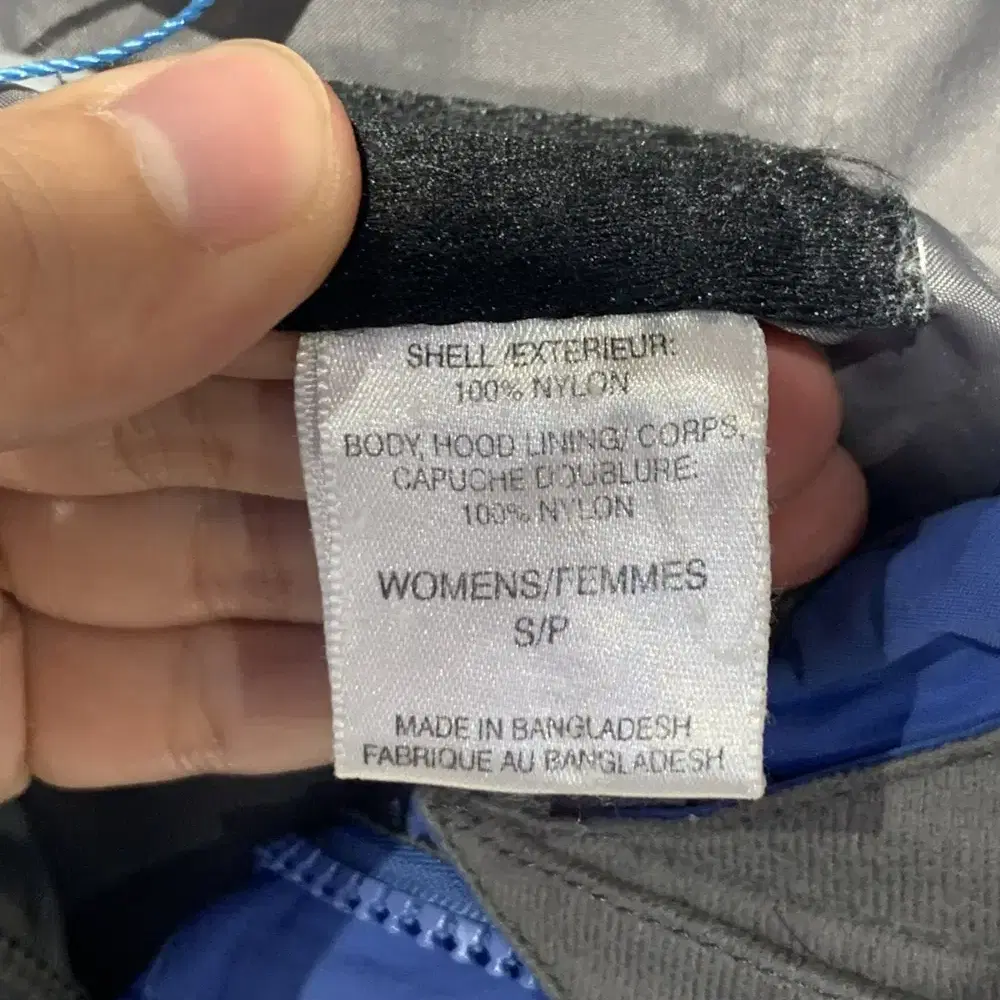 SHELL /EXTERIEUR:
100% NYLON
BODY, HOOD LINING/ CORPS,
CAPUCHE DOUBLURE:
100% NYLON
WOMENS/FEMMES
S/P
MADE IN BANGLADESH
FABRIQUE AU BANGLADESH